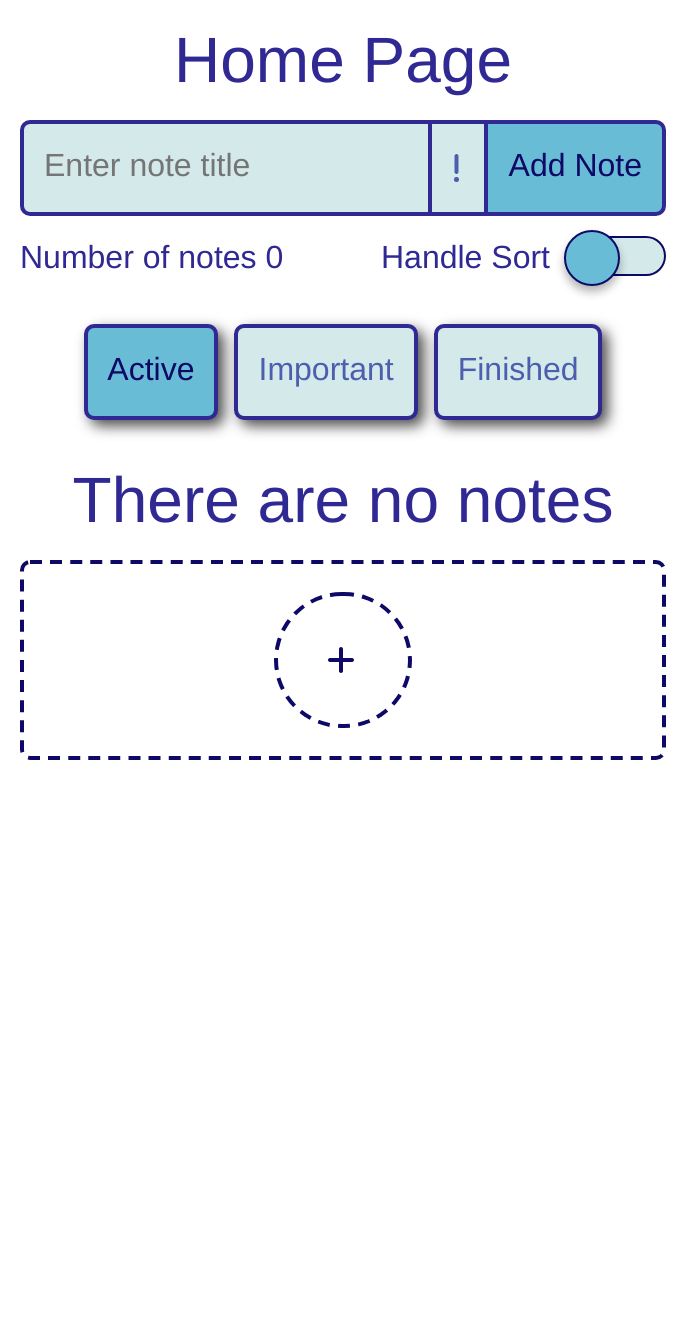 Home Page
Enter note title ! Add Note
Number of notes 0 Handle Sort
Active Important Finished
There are no notes
+